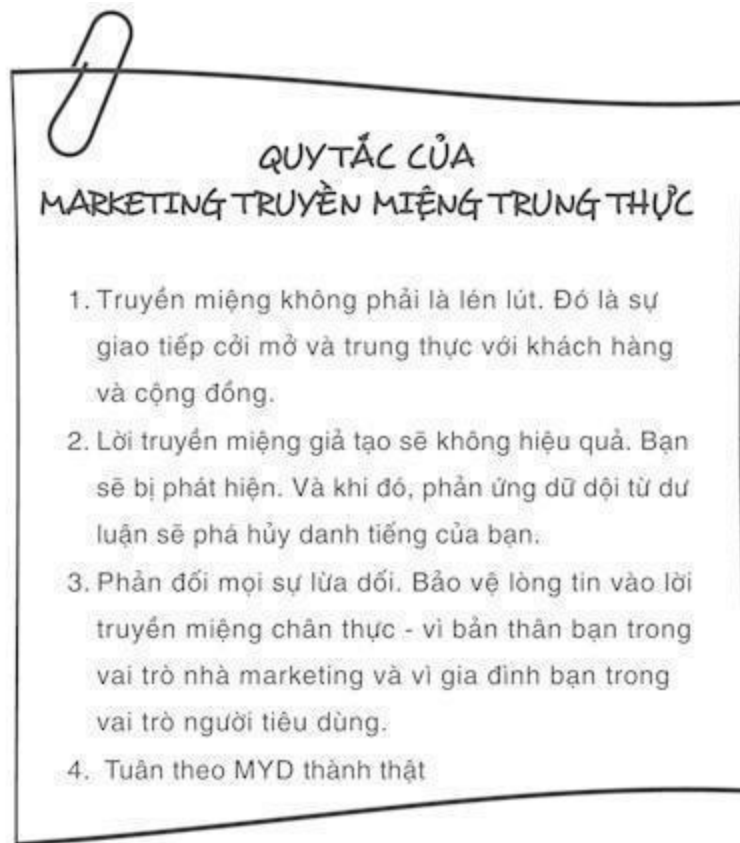 QUY TẮC CỦA
MARKETING TRUYỀN MIỆNG TRUNG THỰC
1. Truyền miệng không phải là lén lút. Đó là sự
giao tiếp cởi mở và trung thực với khách hàng
và cộng đồng.
2. Lời truyền miệng giả tạo sẽ không hiệu quả. Bạn
sẽ bị phát hiện. Và khi đó, phản ứng dữ dội từ dư
luận sẽ phá hủy danh tiếng của bạn.
3. Phản đối mọi sự lừa dối. Bảo vệ lòng tin vào lời
truyền miệng chân thực - vì bản thân bạn trong
vai trò nhà marketing và vì gia đình bạn trong
vai trò người tiêu dùng.
4. Tuân theo MYD thành thật